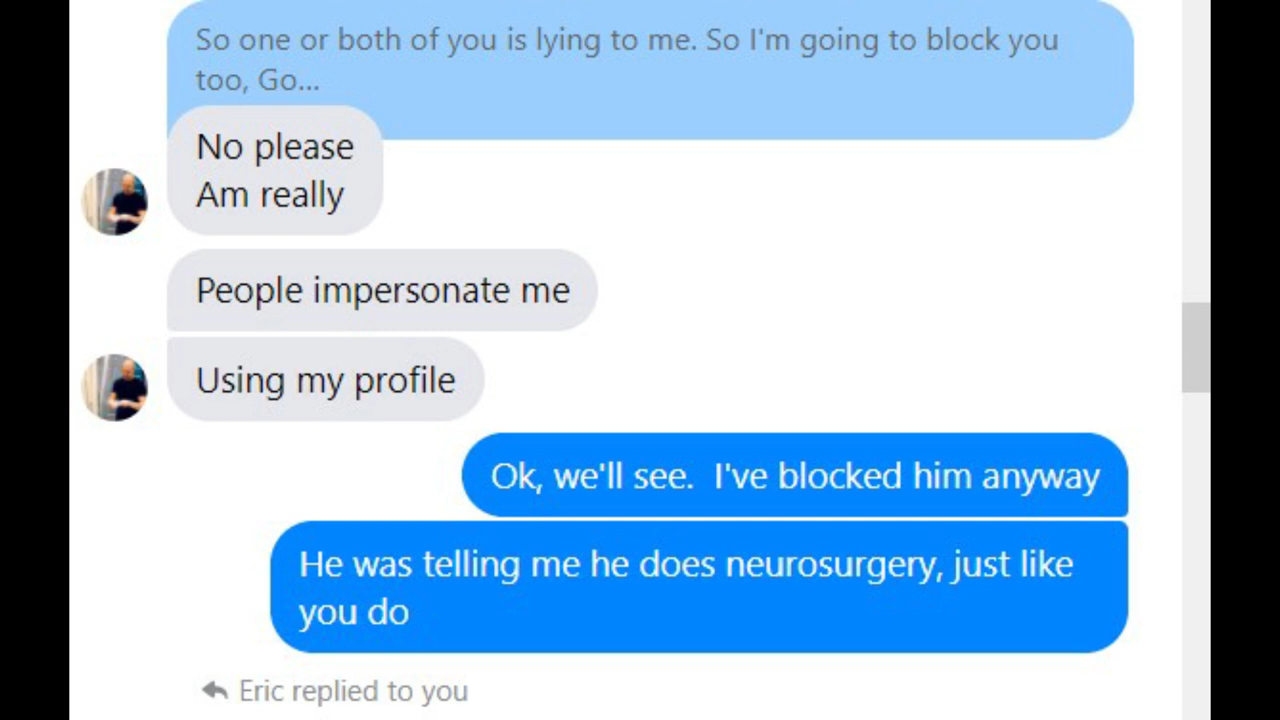 So one or both of you is lying to me. So I'm going to block you
too, Go...
No please
Am really
People impersonate me
Using my profile
Ok, we'll see.  I've blocked him anyway
He was telling me he does neurosurgery, just like
you do
Eric replied to you